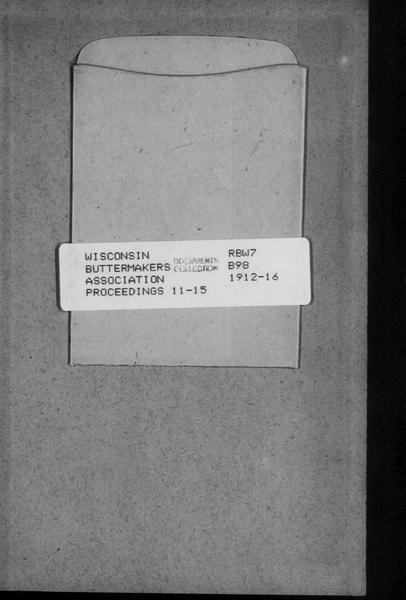 WISCONSIN RBW7
BUTTERMAKERS DOCUMENTS COLLECTION B98
ASSOCIATION 1912-16
PROCEEDINGS 11-15